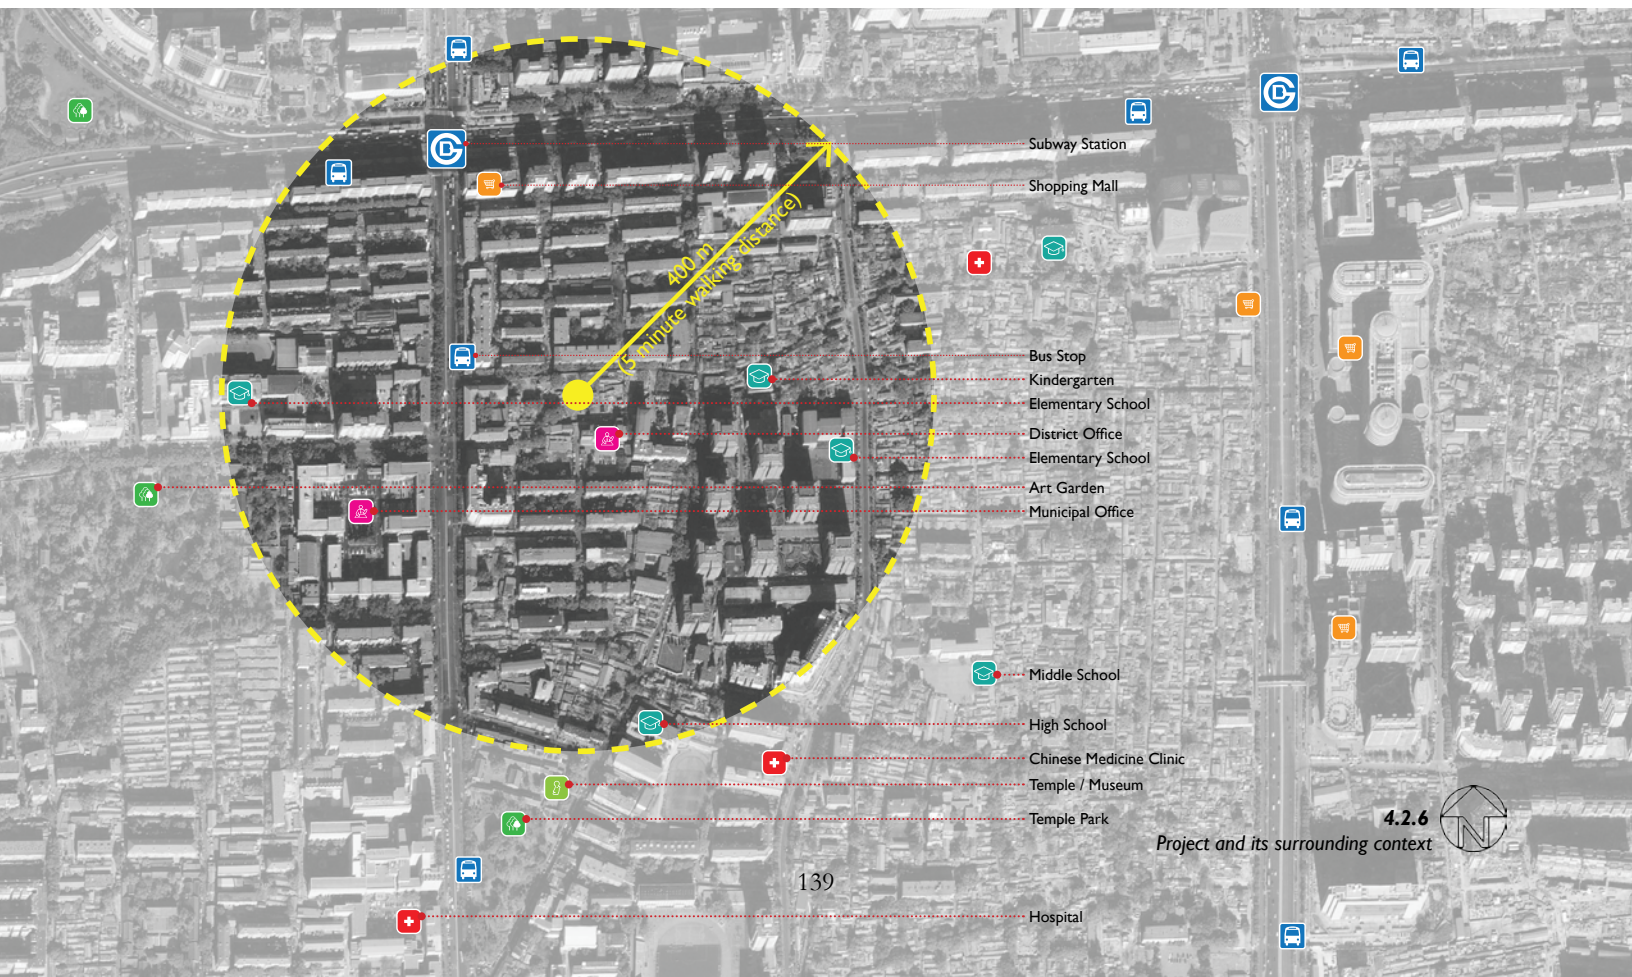 Subway Station
Shopping Mall
400 m
(5 minute walking distance)
Bus Stop
Kindergarten
Elementary School
District Office
Elementary School
Art Garden
Municipal Office
Middle School
High School
Chinese Medicine Clinic
Temple / Museum
Temple Park
4.2.6
Project and its surrounding context
N
139
Hospital